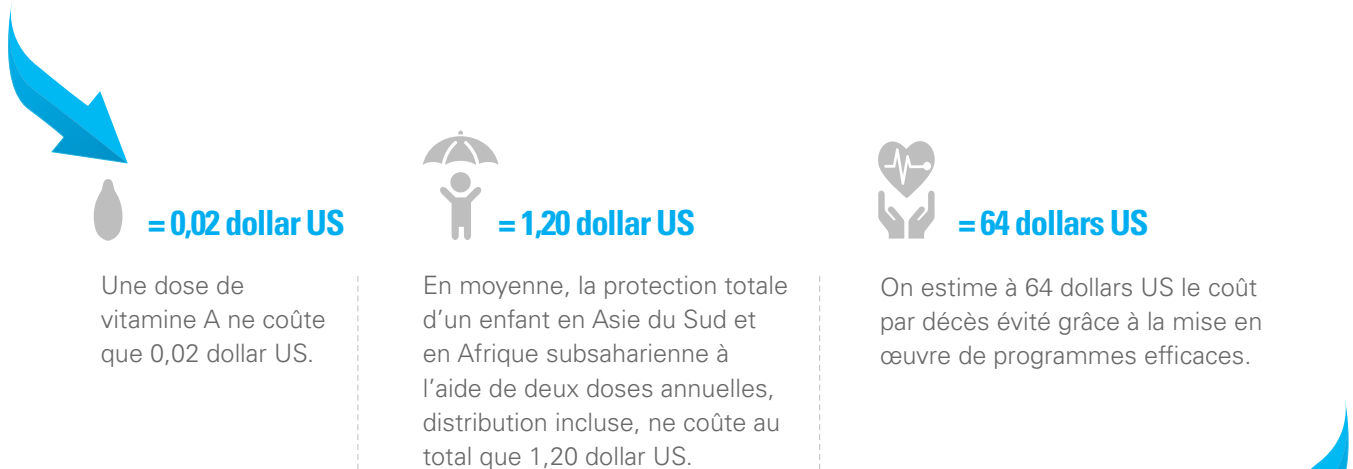 = 0,02 dollar US
Une dose de
vitamine A ne coûte
que 0,02 dollar US.
= 1,20 dollar US
En moyenne, la protection totale
d’un enfant en Asie du Sud et
en Afrique subsaharienne à
l’aide de deux doses annuelles,
distribution incluse, ne coûte au
total que 1,20 dollar US.
= 64 dollars US
On estime à 64 dollars US le coût
par décès évité grâce à la mise en
œuvre de programmes efficaces.